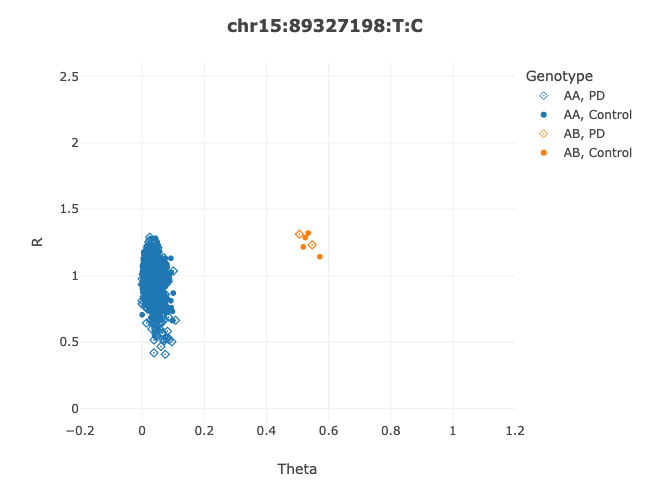 chr15:89327198:T:C
Genotype
AA, PD
AA, Control
AB, PD
AB, Control
2.5
2
1.5
1
0.5
0
R
−0.2
0
0.2
0.4
0.6
0.8
1
1.2
Theta